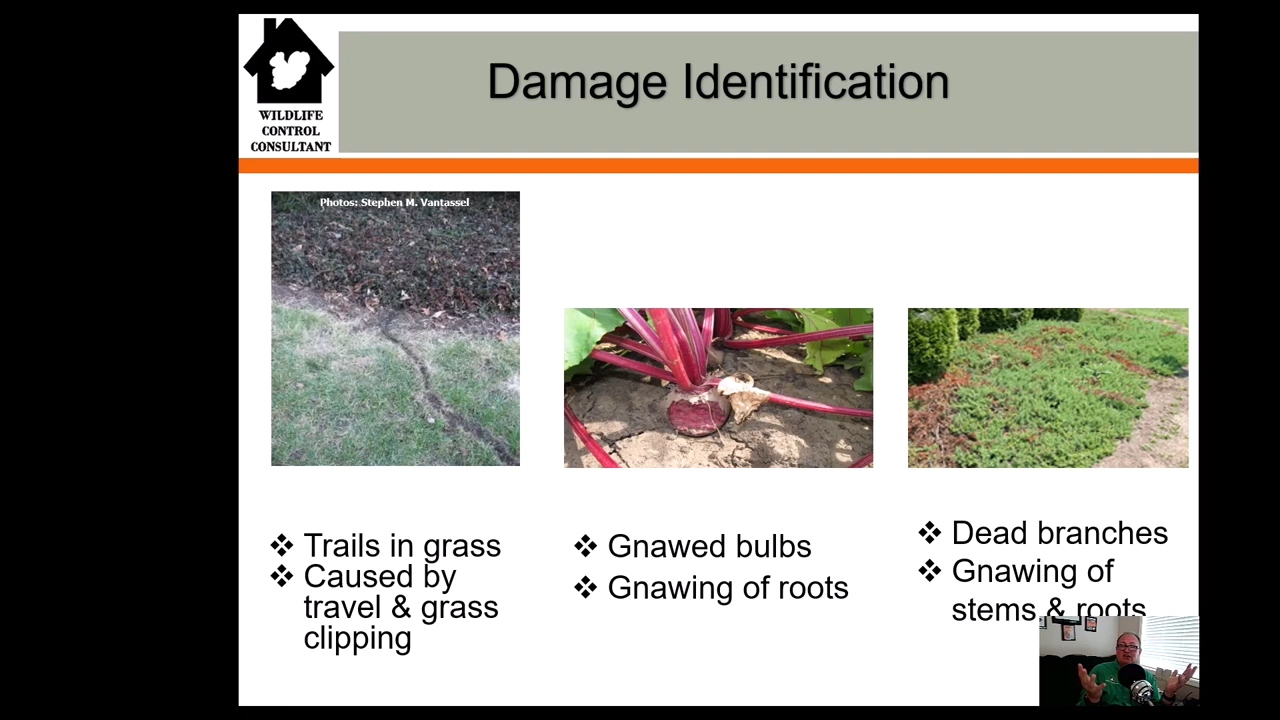 WILDLIFE
CONTROL
CONSULTANT
Damage Identification
Photos: Stephen M. Vantassel
❖ Trails in grass
❖ Caused by
travel & grass
clipping
❖ Gnawed bulbs
❖ Gnawing of roots
❖ Dead branches
❖ Gnawing of
stems & roots